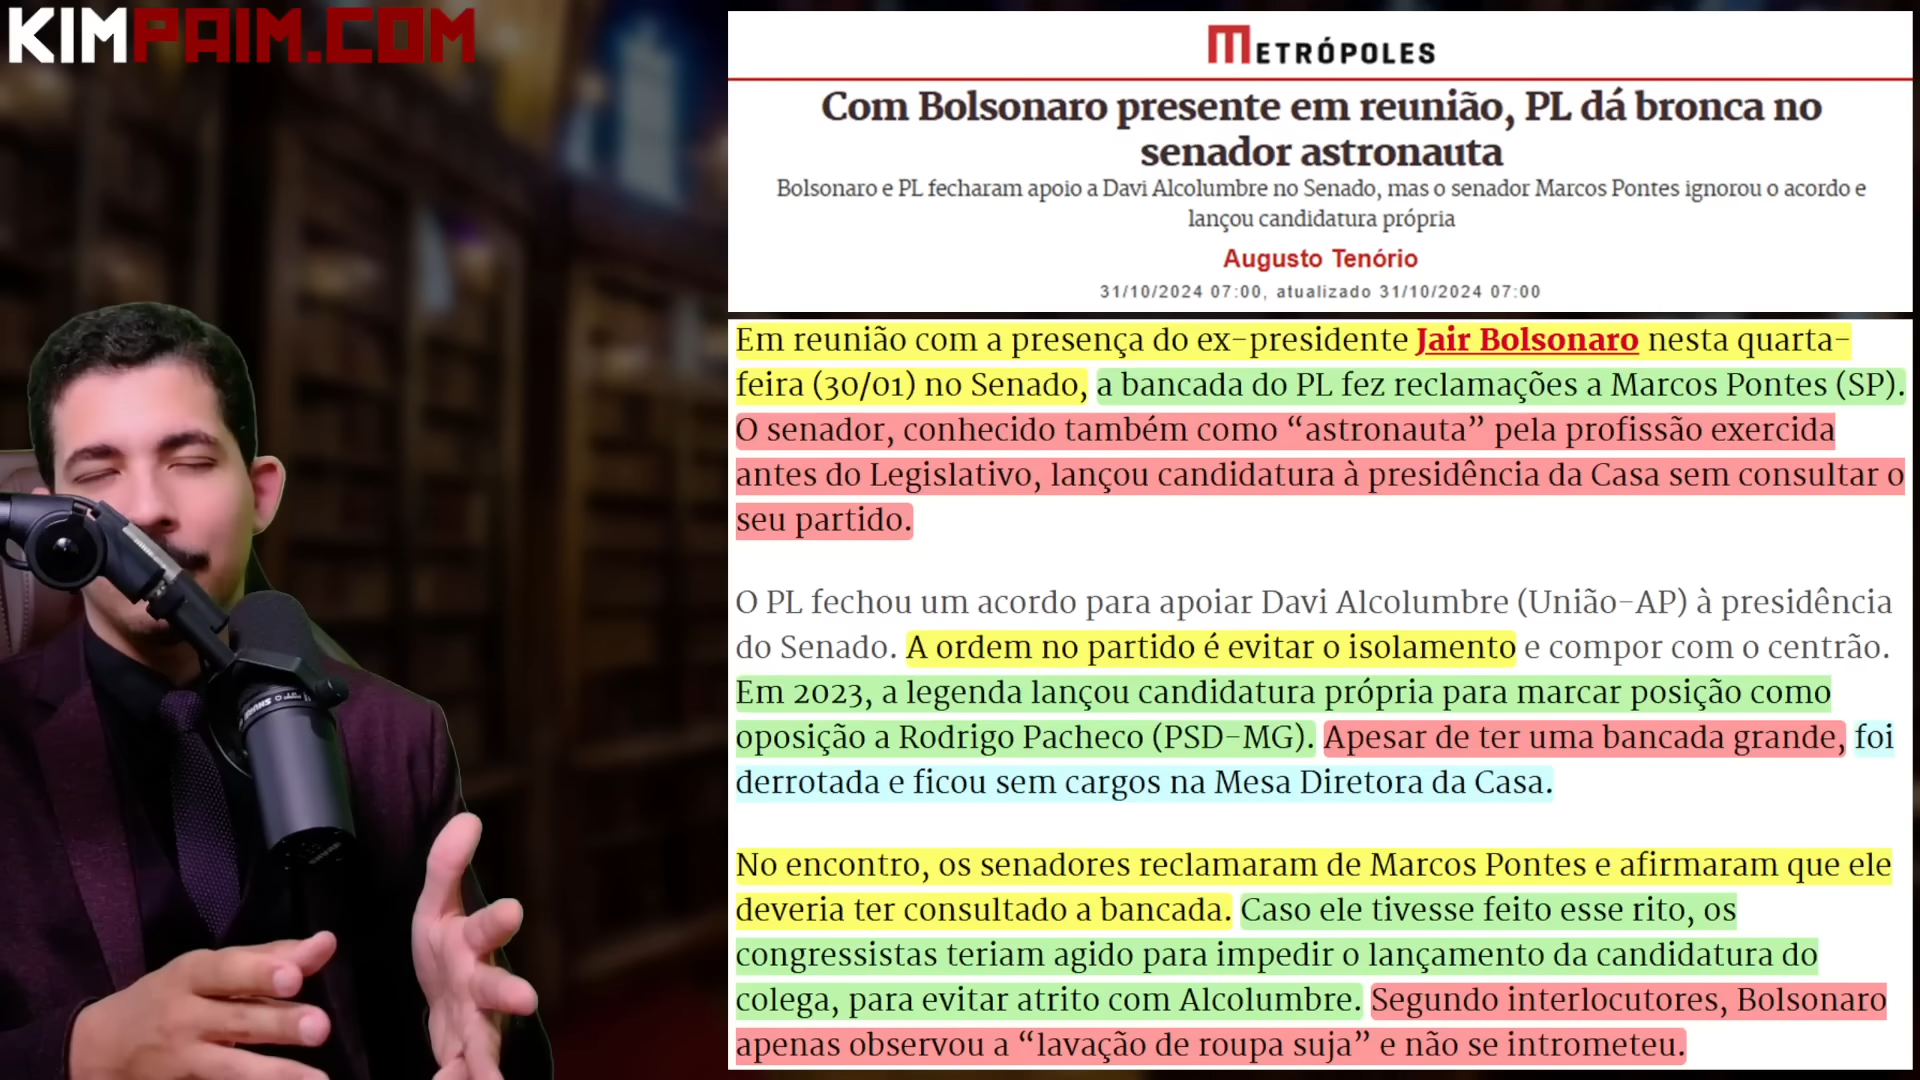 KIMPAIM.COM
METRÓPOLES
Com Bolsonaro presente em reunião, PL dá bronca no
senador astronauta
Bolsonaro e PL fecharam apoio a Davi Alcolumbre no Senado, mas o senador Marcos Pontes ignorou o acordo e
lançou candidatura própria
Augusto Tenório
31/10/2024 07:00, atualizado 31/10/2024 07:00
Em reunião com a presença do ex-presidente Jair Bolsonaro nesta quarta-
feira (30/01) no Senado, a bancada do PL fez reclamações a Marcos Pontes (SP).
O senador, conhecido também como “astronauta” pela profissão exercida
antes do Legislativo, lançou candidatura à presidência da Casa sem consultar o
seu partido.
O PL fechou um acordo para apoiar Davi Alcolumbre (União-AP) à presidência
do Senado. A ordem no partido é evitar o isolamento e compor com o centrão.
Em 2023, a legenda lançou candidatura própria para marcar posição como
oposição a Rodrigo Pacheco (PSD-MG). Apesar de ter uma bancada grande, foi
derrotada e ficou sem cargos na Mesa Diretora da Casa.
No encontro, os senadores reclamaram de Marcos Pontes e afirmaram que ele
deveria ter consultado a bancada. Caso ele tivesse feito esse rito, os
congressistas teriam agido para impedir o lançamento da candidatura do
colega, para evitar atrito com Alcolumbre. Segundo interlocutores, Bolsonaro
apenas observou a “lavação de roupa suja” e não se intrometeu.